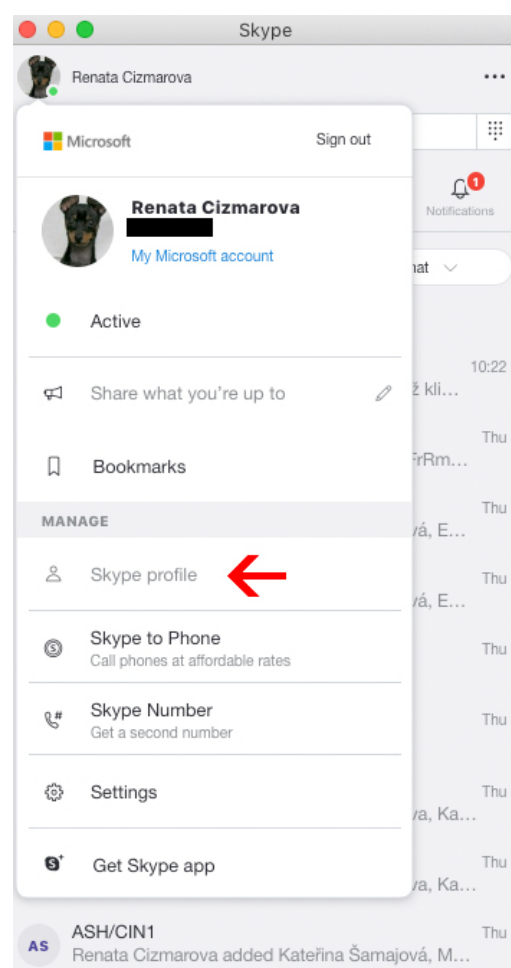 Skype
Renata Cizmarova
Microsoft
Sign out
Renata Cizmarova
My Microsoft account
1
Notifications
hat
Active
10:22
Share what you're up to
ž kli…
Thu
FrRm…
Bookmarks
Thu
MANAGE
vá, E…
Skype profile
Thu
vá, E…
Skype to Phone
Call phones at affordable rates
Thu
Skype Number
Get a second number
Thu
Settings
Thu
va, Ka…
Get Skype app
Thu
va, Ka…
AS
ASH/CIN1
Thu
Renata Cizmarova added Kateřina Šamajová, M…